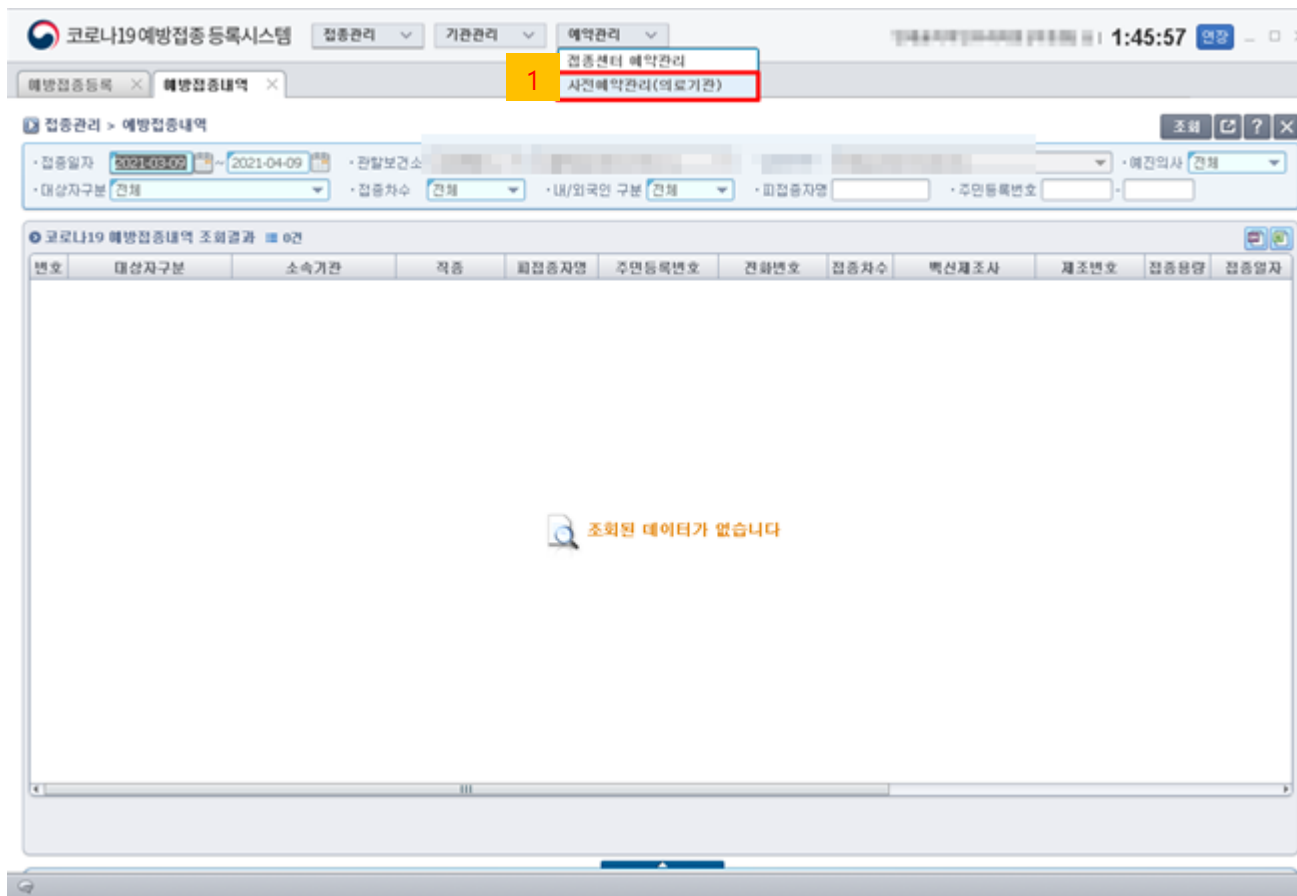 코로나19예방접종등록시스템 접종관리 기관관리 예약관리 1:45:57 연장
접종센터 예약관리
1 사전예약관리(의료기관)
예방접종등록 예방접종내역
접종관리 > 예방접종내역 조회 ?
·접종일자 2021-03-09 ~ 2021-04-09 ·관할보건소 ·예진의사 전체
·대상자구분 전체 ·접종차수 전체 ·내/외국인 구분 전체 ·피접종자명 ·주민등록번호 -
코로나19 예방접종내역 조회결과 0건
번호 대상자구분 소속기관 직종 피접종자명 주민등록번호 전화번호 접종차수 백신제조사 제조번호 접종용량 접종일자
조회된 데이터가 없습니다